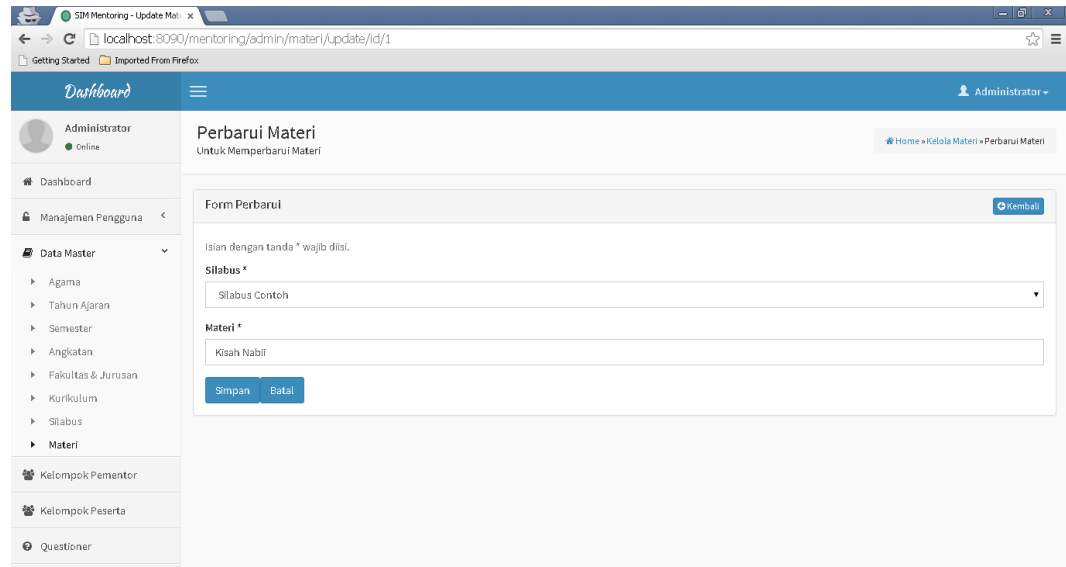 SIM Mentoring - Update Mat
localhost:8090/mentoring/admin/materi/update/id/1
Getting Started Imported From Firefox
Dashboard
Administrator
Administrator
Online
Perbarui Materi
Untuk Memperbarui Materi
Home » Kelola Materi » Perbarui Materi
Dashboard
Manajemen Pengguna
Data Master
Agama
Tahun Ajaran
Semester
Angkatan
Fakultas & Jurusan
Kurikulum
Silabus
Materi
Kelompok Pementor
Kelompok Peserta
Questioner
Form Perbarui
Kembali
Isian dengan tanda * wajib diisi.
Silabus *
Silabus Contoh
Materi *
Kisah Nabii
Simpan Batal